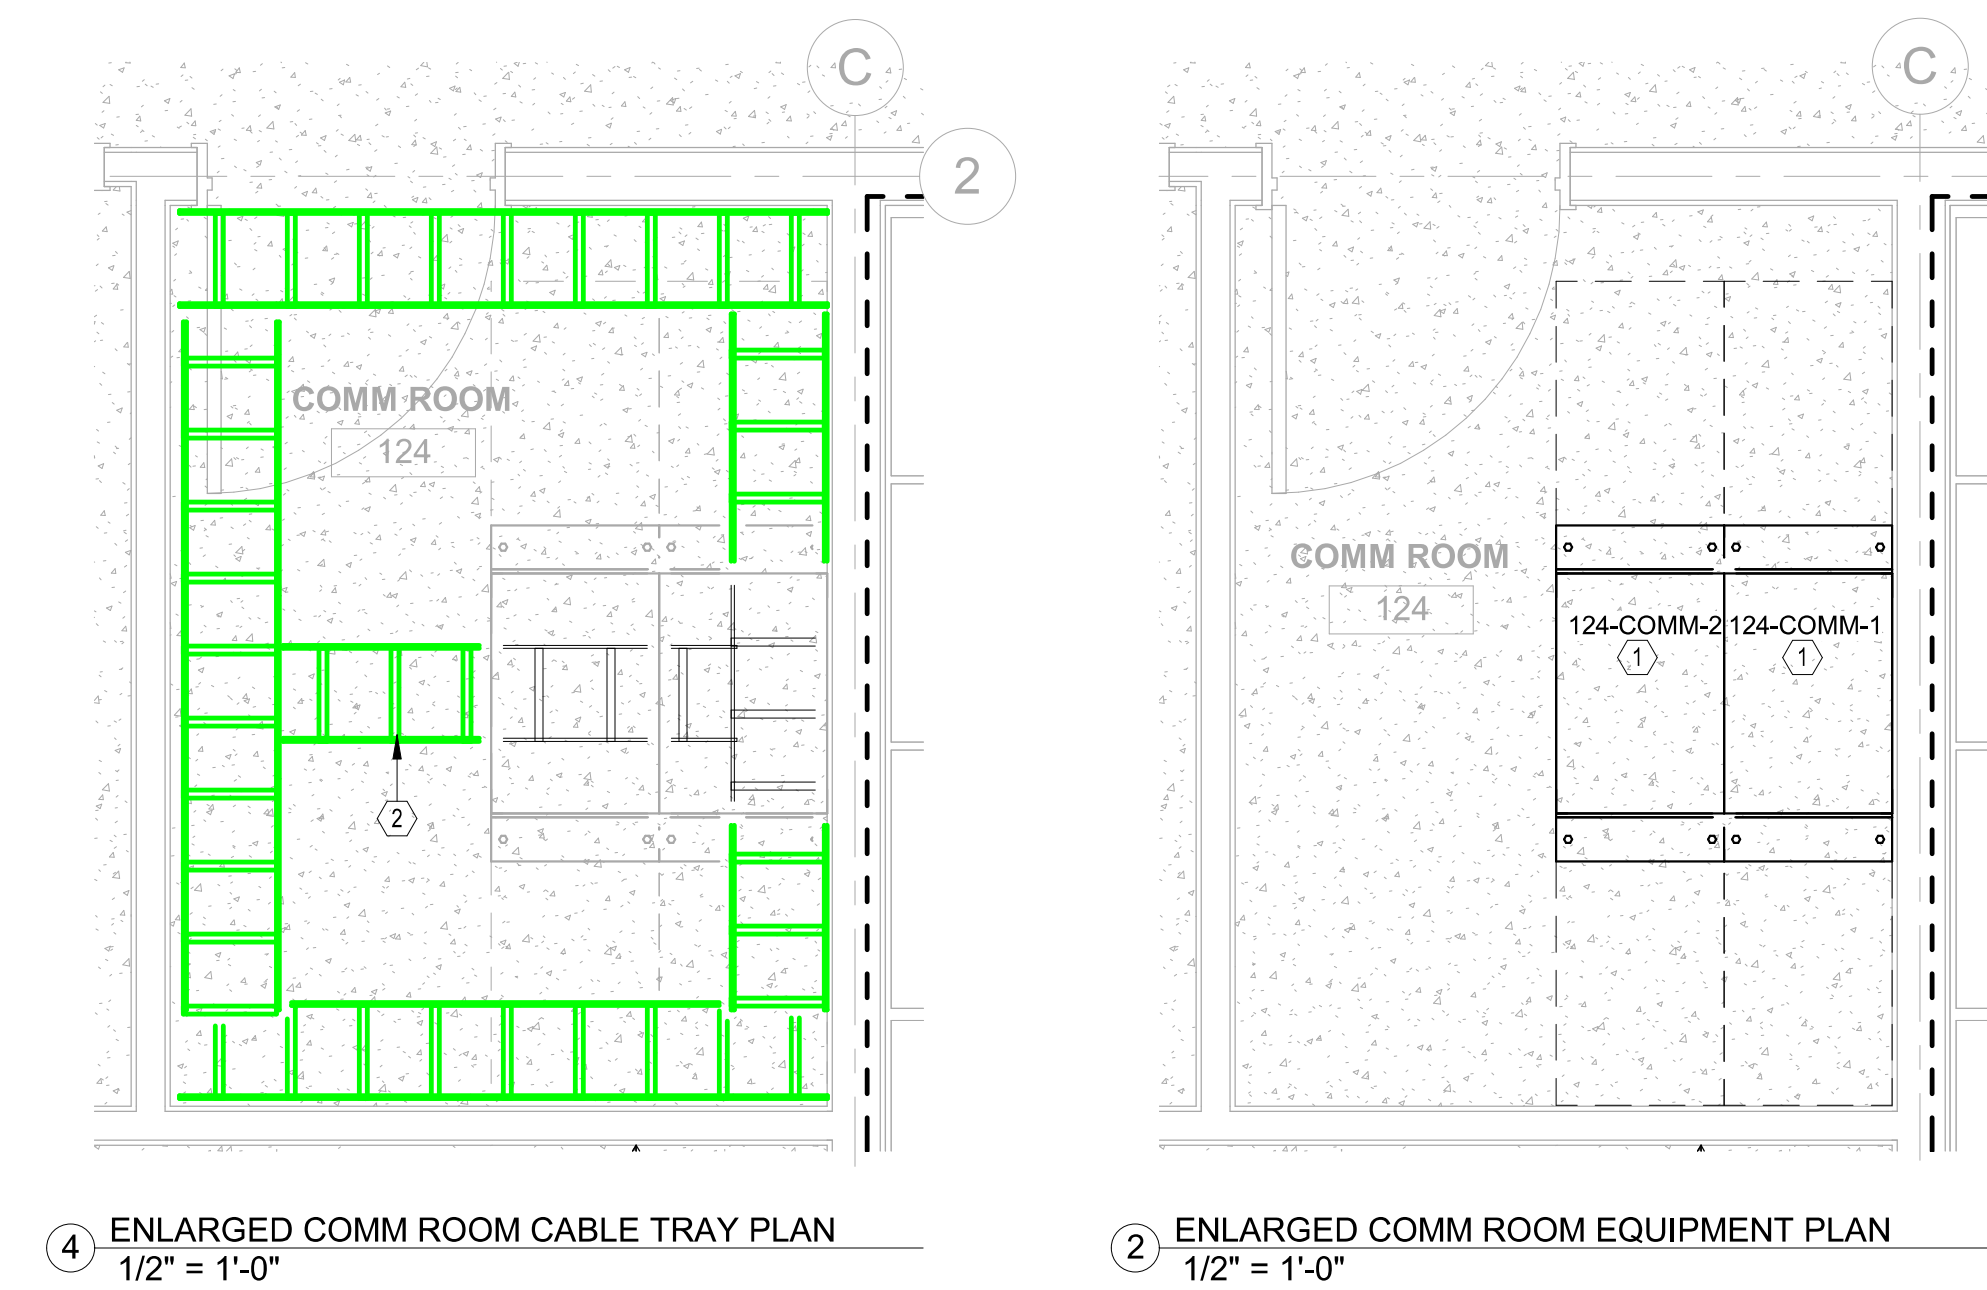 C
C
2
COMM ROOM
124
2
COMM ROOM
124
124-COMM-2
124-COMM-1
1
1
4
ENLARGED COMM ROOM CABLE TRAY PLAN
1/2" = 1'-0"
2
ENLARGED COMM ROOM EQUIPMENT PLAN
1/2" = 1'-0"